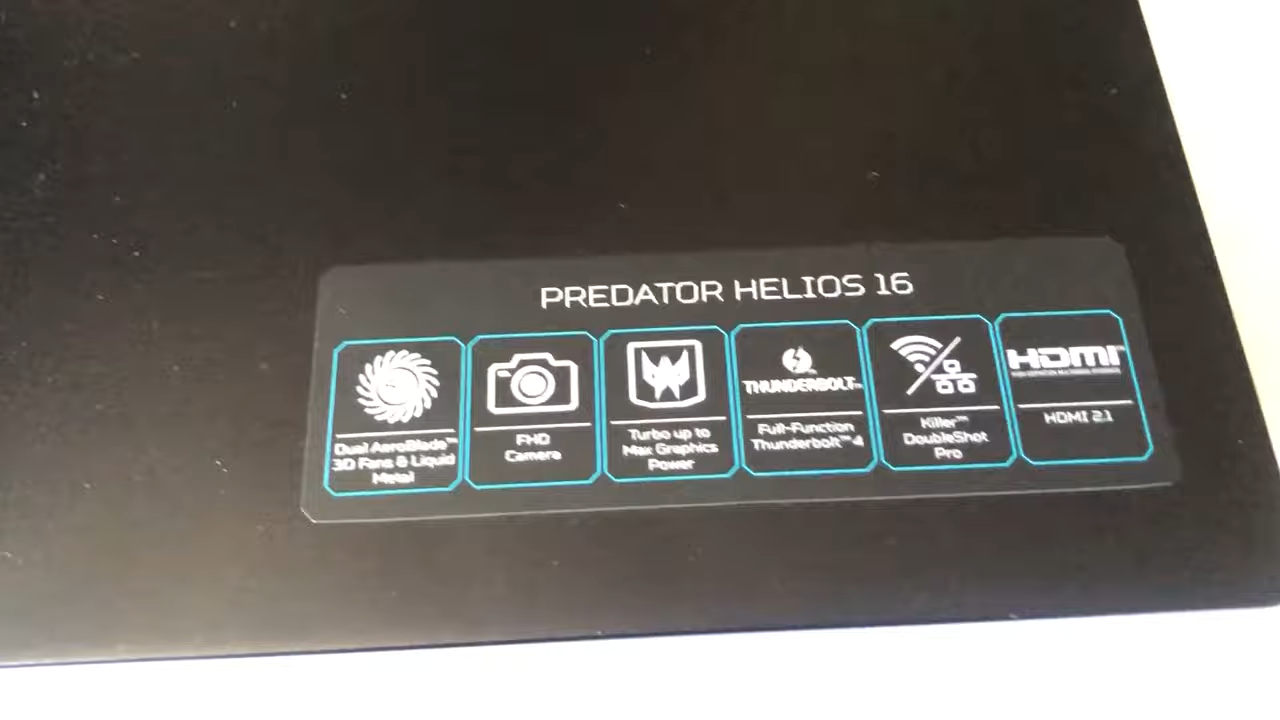 PREDATOR HELIOS 16
Dual AeroBlade™
3D Fans & Liquid
Metal
FHD
Camera
Turbo up to
Max Graphics
Power
THUNDERBOLT™
Full-Function
Thunderbolt™ 4
Killer™
DoubleShot
Pro
HDMI
HDMI 2.1